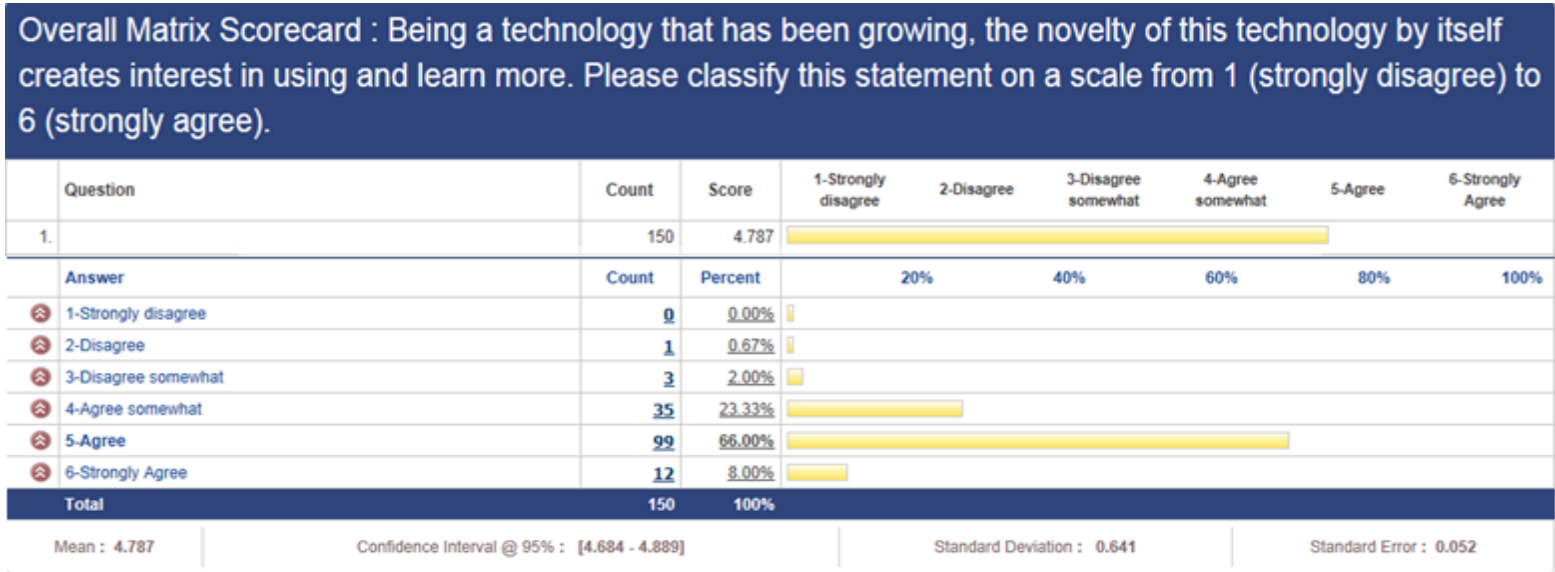 Overall Matrix Scorecard : Being a technology that has been growing, the novelty of this technology by itself
creates interest in using and learn more. Please classify this statement on a scale from 1 (strongly disagree) to
6 (strongly agree).
Question Count Score 1-Strongly disagree 2-Disagree 3-Disagree somewhat 4-Agree somewhat 5-Agree 6-Strongly Agree
1. 150 4.787
Answer Count Percent 20% 40% 60% 80% 100%
1-Strongly disagree 0 0.00%
2-Disagree 1 0.67%
3-Disagree somewhat 3 2.00%
4-Agree somewhat 35 23.33%
5-Agree 99 66.00%
6-Strongly Agree 12 8.00%
Total 150 100%
Mean : 4.787 Confidence Interval @ 95% : [4.684 - 4.889] Standard Deviation : 0.641 Standard Error : 0.052